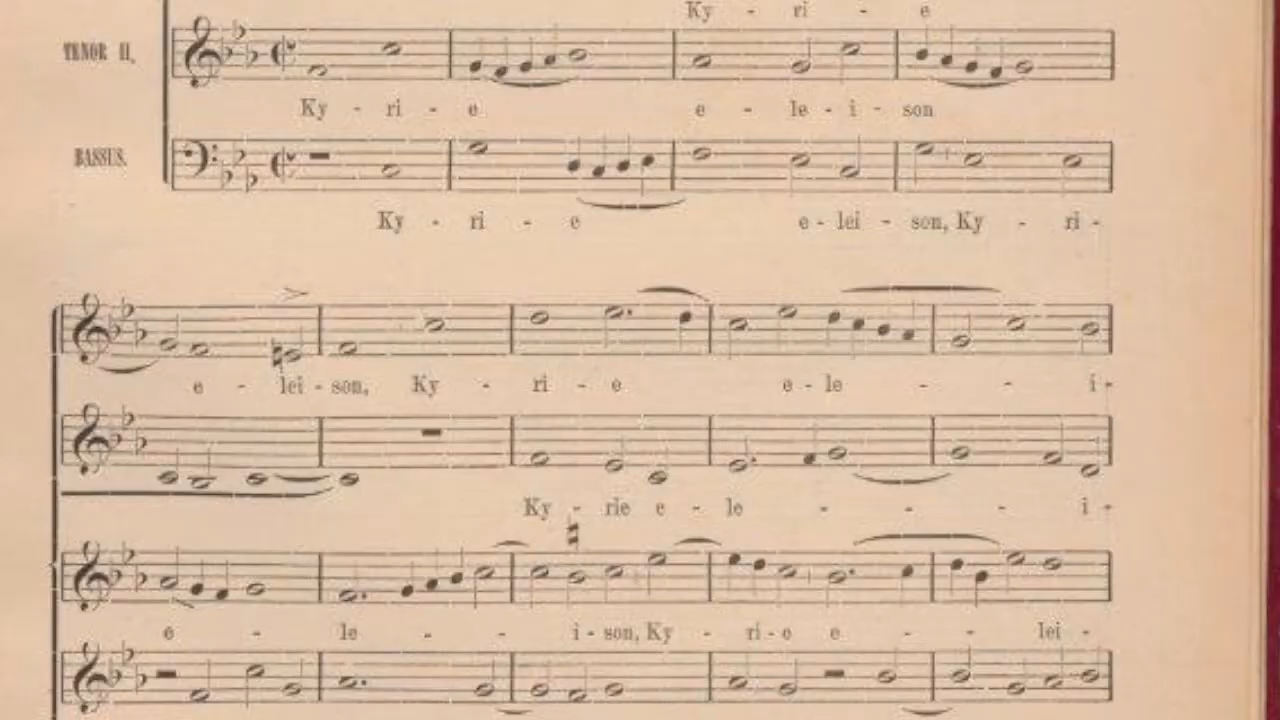 Ky - ri - e
TENOR II.
Ky - ri - e e - le - i - son
BASSUS.
Ky - ri - e e - lei - son, Ky - ri -
e - lei - son, Ky - ri - e e - le - - i -
Ky - rie e - le - - - i -
e - le - - i - son, Ky - ri - e e - - lei -